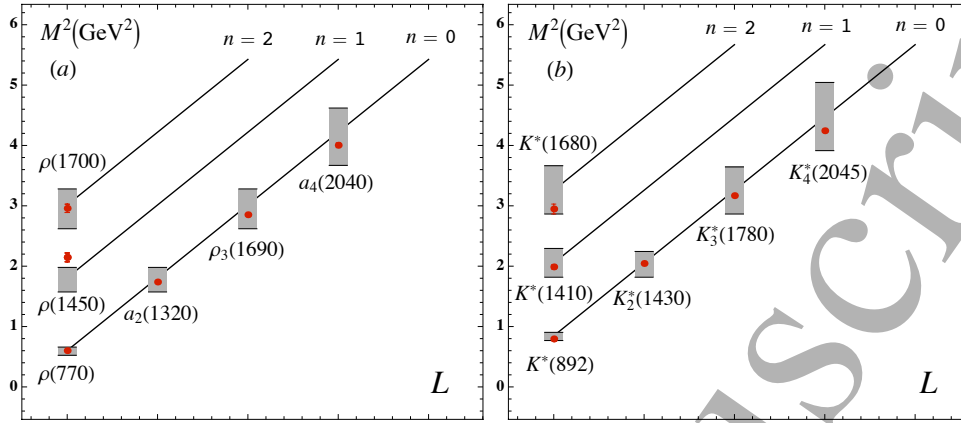 M²(GeV²) n = 2 n = 1 n = 0
(a)
6
5
4
3
2
1
0
ρ(1700)
ρ(1450)
ρ(770)
a₂(1320)
ρ₃(1690)
a₄(2040)
L
M²(GeV²) n = 2 n = 1 n = 0
(b)
6
5
4
3
2
1
0
K*(1680)
K*(1410)
K*(892)
K₂*(1430)
K₃*(1780)
K₄*(2045)
L
scri